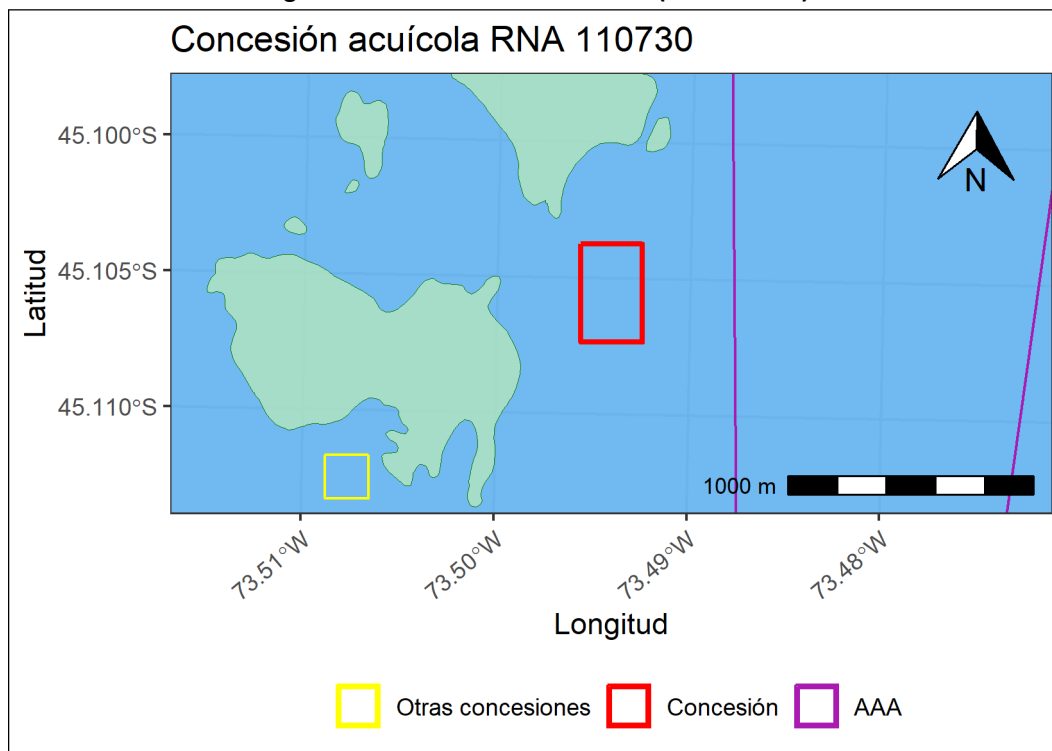 Concesión acuícola RNA 110730
45.100°S
45.105°S
45.110°S
Latitud
N
1000 m
73.51°W
73.50°W
73.49°W
73.48°W
Longitud
Otras concesiones
Concesión
AAA